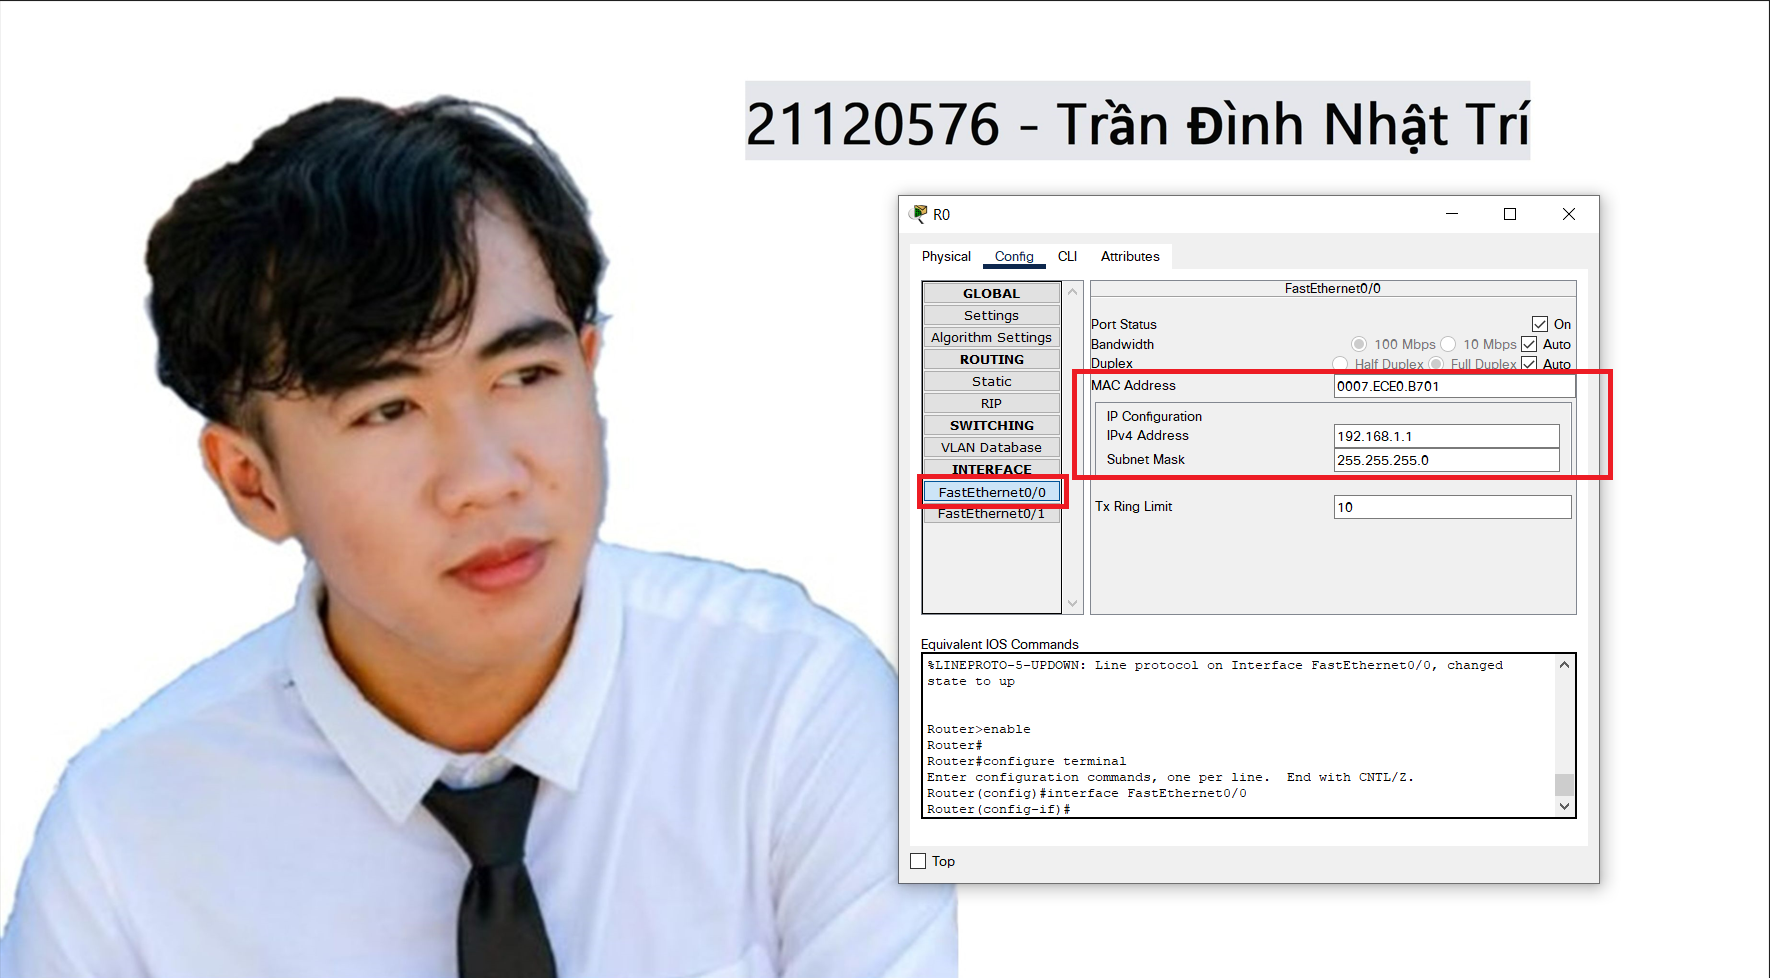 21120576 - Trần Đình Nhật Trí
R0
Physical Config CLI Attributes
GLOBAL
Settings
Algorithm Settings
ROUTING
Static
RIP
SWITCHING
VLAN Database
INTERFACE
FastEthernet0/0
FastEthernet0/1
FastEthernet0/0
Port Status On
Bandwidth 100 Mbps 10 Mbps Auto
Duplex Half Duplex Full Duplex Auto
MAC Address 0007.ECE0.B701
IP Configuration
IPv4 Address 192.168.1.1
Subnet Mask 255.255.255.0
Tx Ring Limit 10
Equivalent IOS Commands
%LINEPROTO-5-UPDOWN: Line protocol on Interface FastEthernet0/0, changed
state to up
Router>enable
Router#
Router#configure terminal
Enter configuration commands, one per line.  End with CNTL/Z.
Router(config)#interface FastEthernet0/0
Router(config-if)#
Top